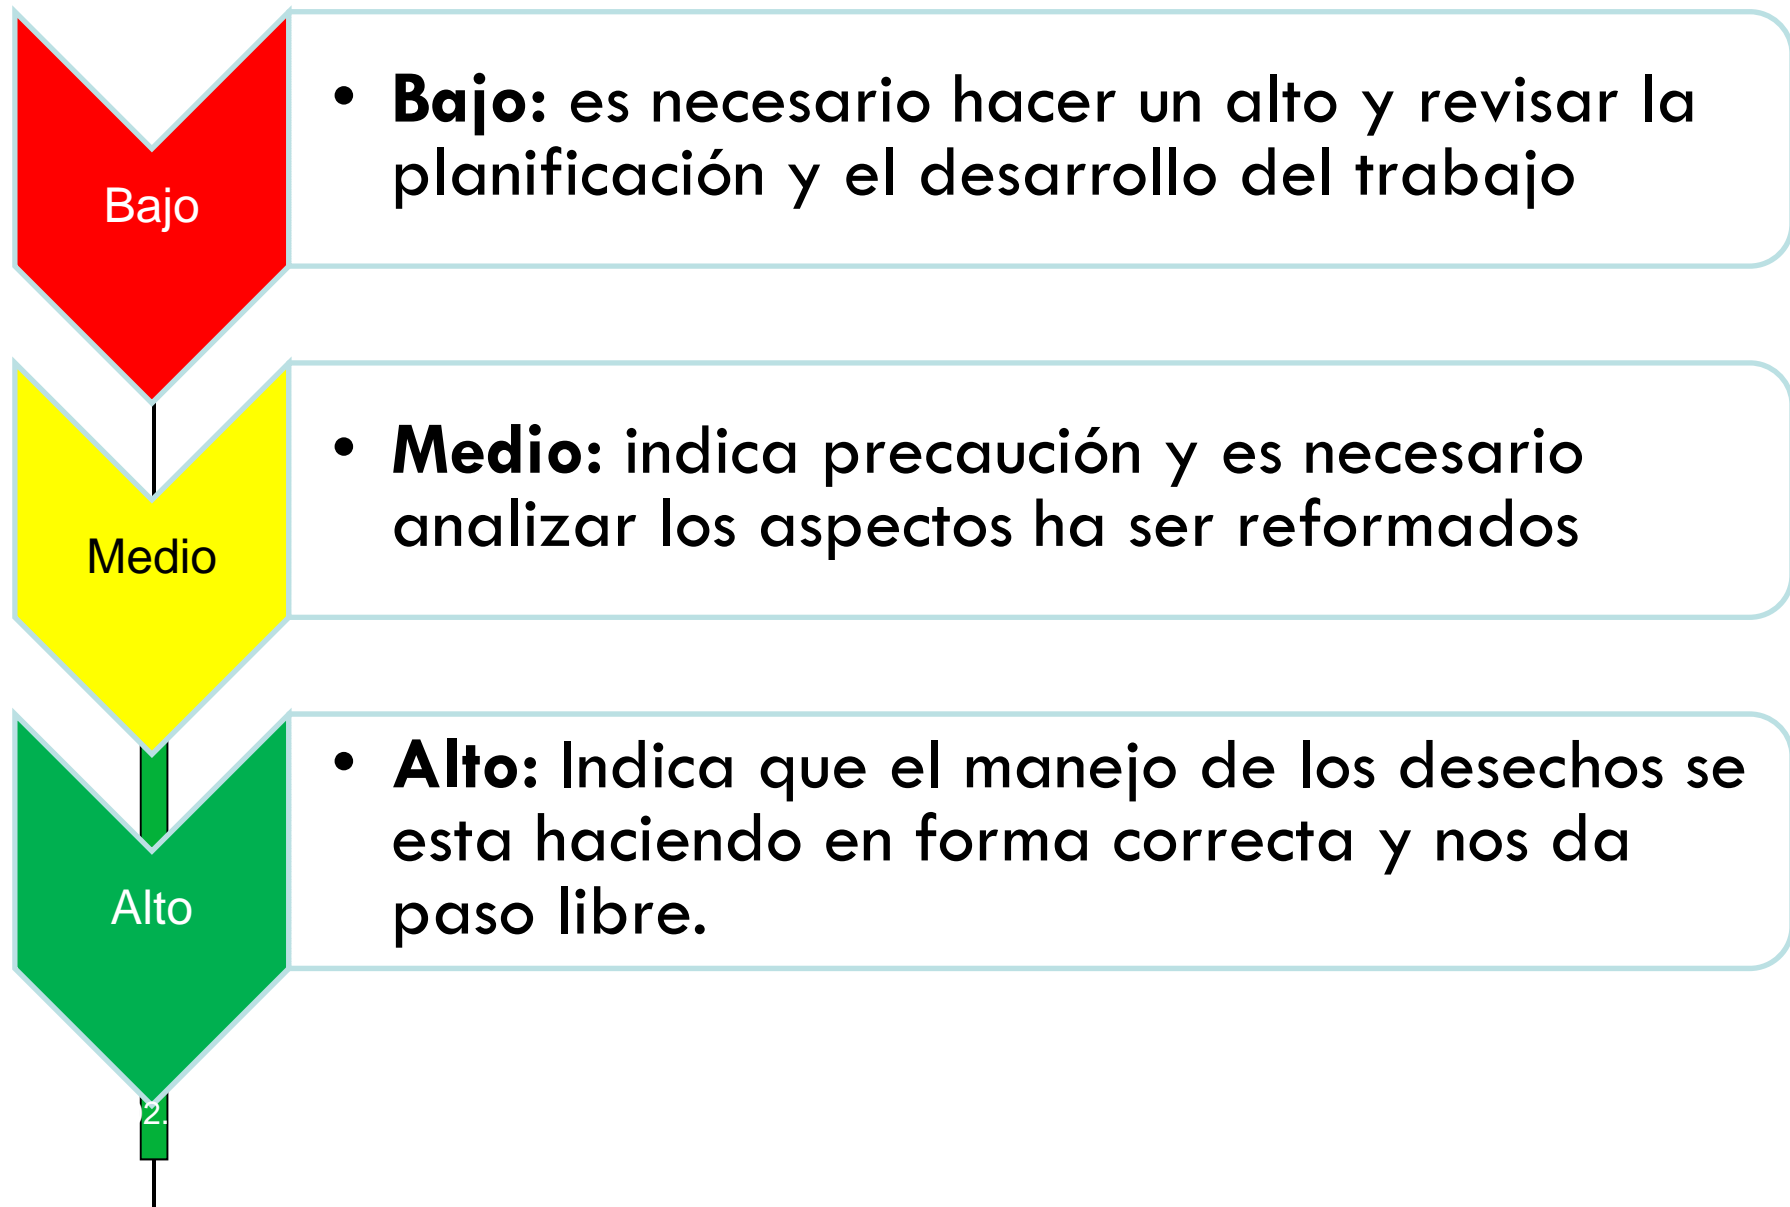 Bajo
• Bajo: es necesario hacer un alto y revisar la
planificación y el desarrollo del trabajo
Medio
• Medio: indica precaución y es necesario
analizar los aspectos ha ser reformados
Alto
• Alto: Indica que el manejo de los desechos se
esta haciendo en forma correcta y nos da
paso libre.
2.